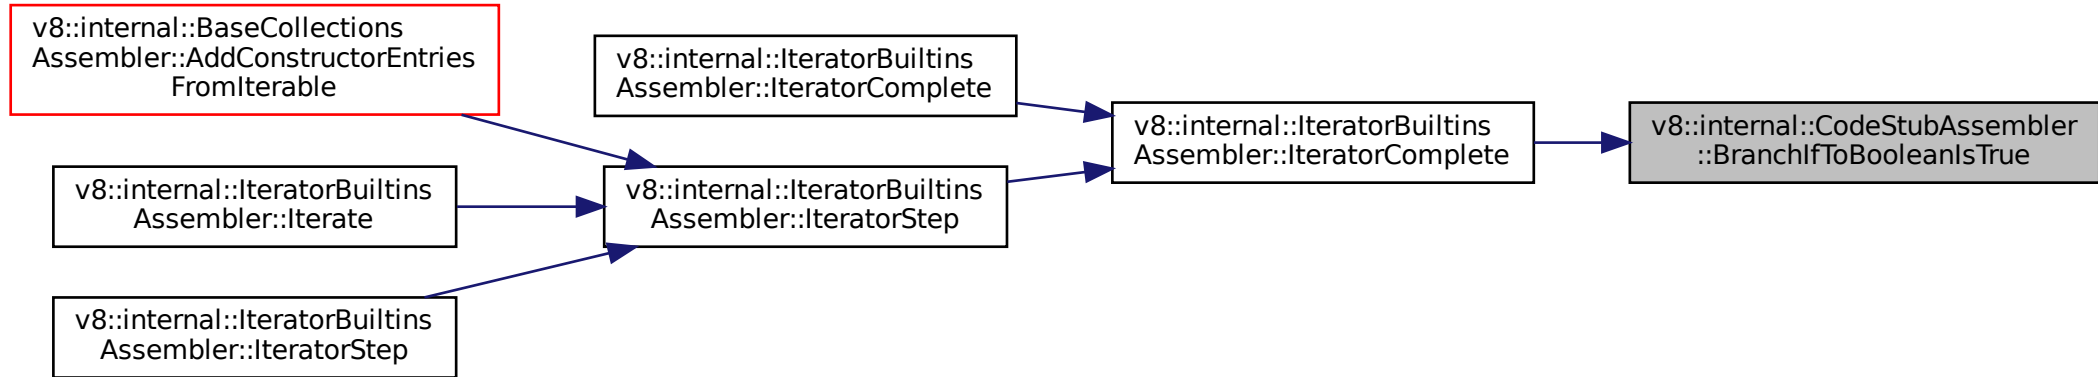 v8::internal::BaseCollections
Assembler::AddConstructorEntries
FromIterable
v8::internal::IteratorBuiltins
Assembler::IteratorComplete
v8::internal::IteratorBuiltins
Assembler::IteratorComplete
v8::internal::CodeStubAssembler
::BranchIfToBooleanIsTrue
v8::internal::IteratorBuiltins
Assembler::Iterate
v8::internal::IteratorBuiltins
Assembler::IteratorStep
v8::internal::IteratorBuiltins
Assembler::IteratorStep